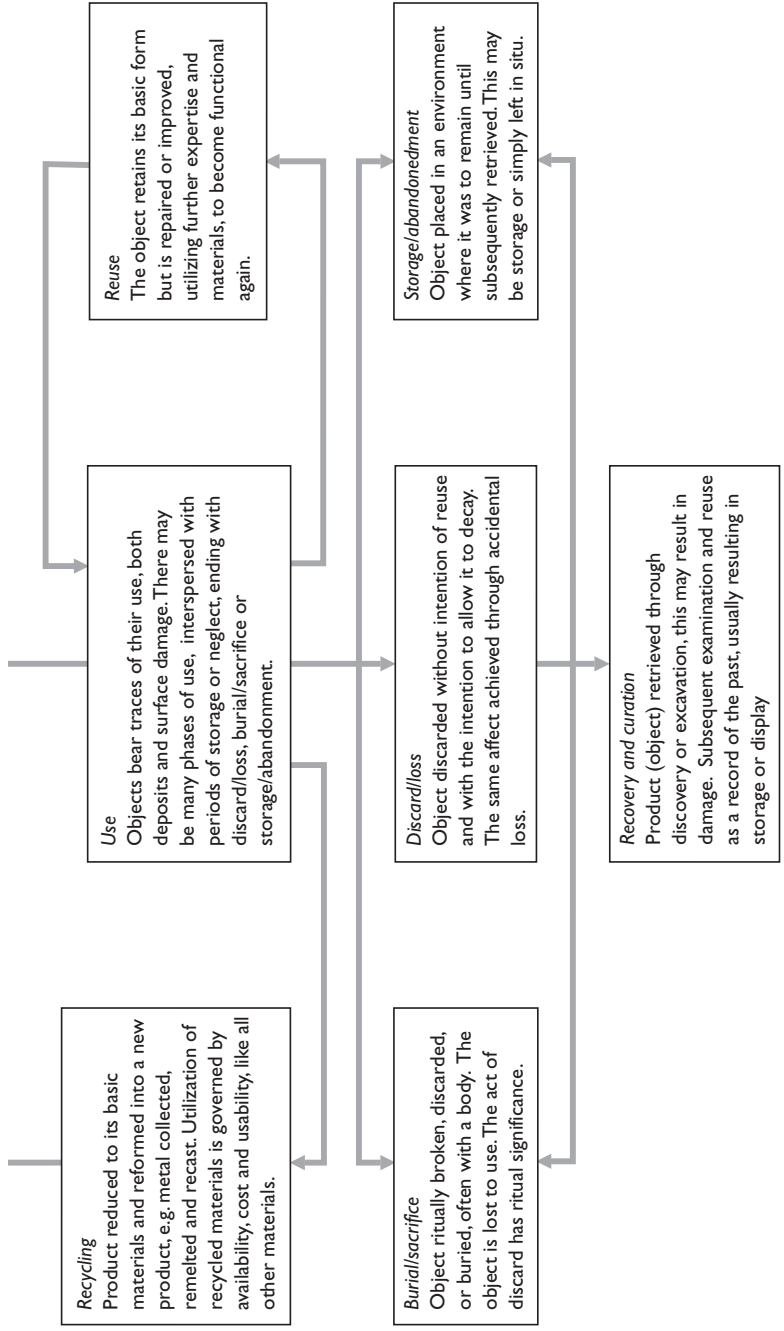 Recycling
Product reduced to its basic
materials and reformed into a new
product, e.g. metal collected,
remelted and recast. Utilization of
recycled materials is governed by
availability, cost and usability, like all
other materials.
Use
Objects bear traces of their use, both
deposits and surface damage. There may
be many phases of use, interspersed with
periods of storage or neglect, ending with
discard/loss, burial/sacrifice or
storage/abandonment.
Reuse
The object retains its basic form
but is repaired or improved,
utilizing further expertise and
materials, to become functional
again.
Burial/sacrifice
Object ritually broken, discarded,
or buried, often with a body. The
object is lost to use. The act of
discard has ritual significance.
Discard/loss
Object discarded without intention of reuse
and with the intention to allow it to decay.
The same affect achieved through accidental
loss.
Storage/abandonedment
Object placed in an environment
where it was to remain until
subsequently retrieved. This may
be storage or simply left in situ.
Recovery and curation
Product (object) retrieved through
discovery or excavation, this may result in
damage. Subsequent examination and reuse
as a record of the past, usually resulting in
storage or display